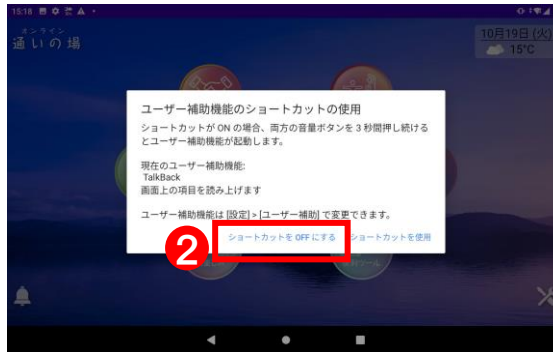 15:18
オンライン
通いの場
10月19日 (火)
15°C
ユーザー補助機能のショートカットの使用
ショートカットが ON の場合、両方の音量ボタンを 3 秒間押し続ける
とユーザー補助機能が起動します。
現在のユーザー補助機能:
TalkBack
画面上の項目を読み上げます
ユーザー補助機能は [設定] > [ユーザー補助] で変更できます。
2
ショートカットを OFF にする
ショートカットを使用